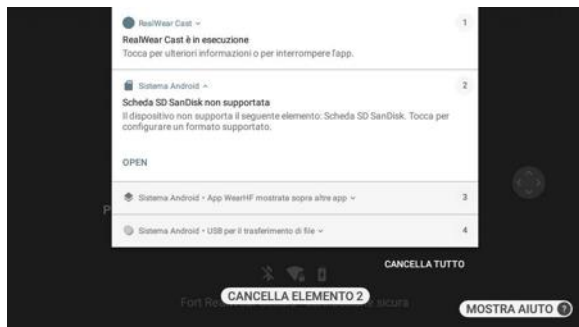 RealWear Cast
1
RealWear Cast è in esecuzione
Tocca per ulteriori informazioni o per interrompere l'app.
Sistema Android
2
Scheda SD SanDisk non supportata
Il dispositivo non supporta il seguente elemento: Scheda SD SanDisk. Tocca per
configurare un formato supportato.
OPEN
Sistema Android • App WearHF mostrata sopra altre app
3
P
Sistema Android • USB per il trasferimento di file
4
CANCELLA TUTTO
CANCELLA ELEMENTO 2
Fort Re sicura
MOSTRA AIUTO ?